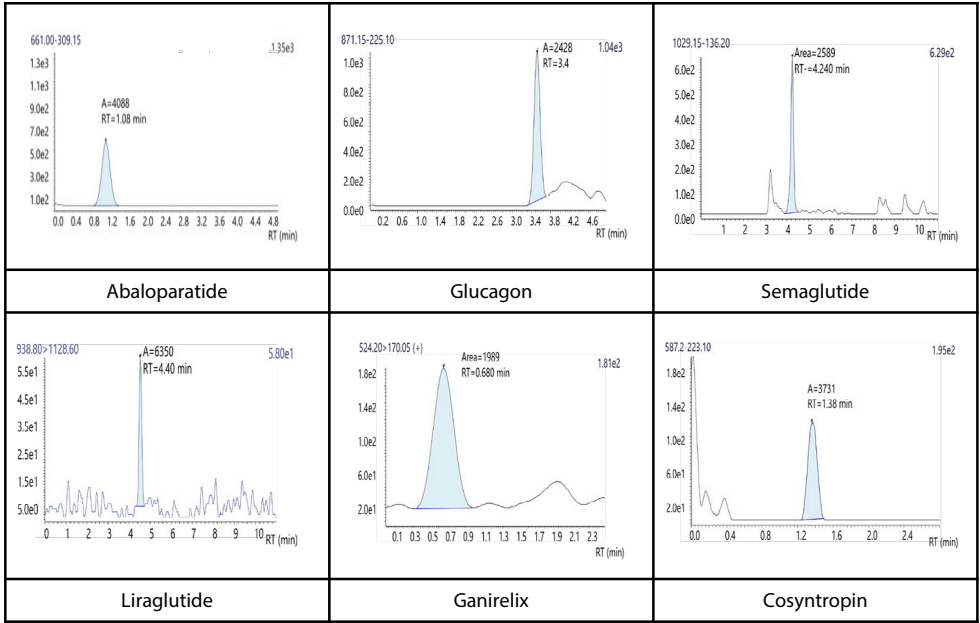 661.00-309.15
1.35e3
1.3e3
1.1e3
9.0e2
7.0e2
5.0e2
3.0e2
1.0e2
A=4088
RT=1.08 min
0.0 0.4 0.8 1.2 1.6 2.0 2.4 2.8 3.2 3.6 4.0 4.4 4.8
RT (min)
Abaloparatide
871.15-225.10
1.04e3
1.0e3
8.0e2
6.0e2
4.0e2
2.0e2
0.0e0
A=2428
RT=3.4
0.2 0.6 1.0 1.4 1.8 2.2 2.6 3.0 3.4 3.8 4.2 4.6
RT (min)
Glucagon
1029.15-136.20
6.29e2
6.0e2
5.0e2
4.0e2
3.0e2
2.0e2
1.0e2
0.0e0
Area=2589
RT-=4.240 min
1 2 3 4 5 6 7 8 9 10
RT (min)
Semaglutide
938.80>1128.60
5.80e1
5.5e1
4.5e1
3.5e1
2.5e1
1.5e1
5.0e0
A=6350
RT=4.40 min
0 1 2 3 4 5 6 7 8 9 10
RT (min)
Liraglutide
524.20>170.05 (+)
1.81e2
1.8e2
1.4e2
1.0e2
6.0e1
2.0e1
Area=1989
RT=0.680 min
0.1 0.3 0.5 0.7 0.9 1.1 1.3 1.5 1.7 1.9 2.1 2.3
RT (min)
Ganirelix
587.2 223.10
1.95e2
1.8e2
1.4e2
1.0e2
6.0e1
2.0e1
A=3731
RT=1.38 min
0.0 0.4 0.8 1.2 1.6 2.0 2.4
RT (min)
Cosyntropin